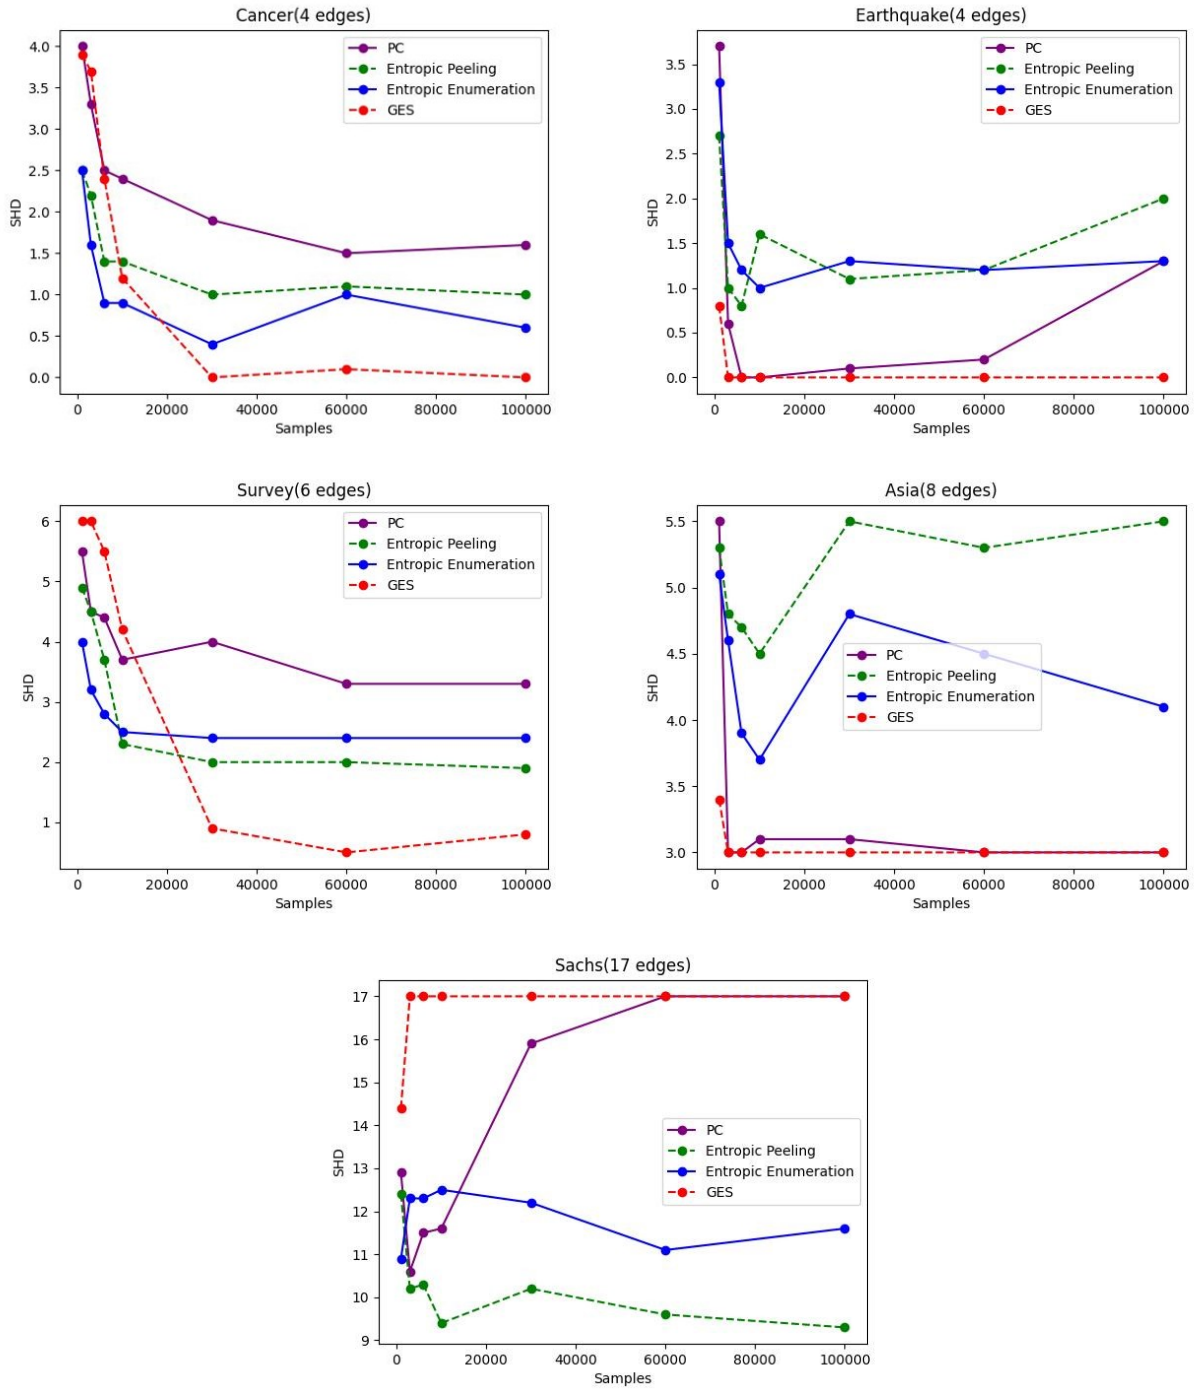 Cancer(4 edges)
4.0
3.5
3.0
2.5
2.0
1.5
1.0
0.5
0.0
SHD
PC
Entropic Peeling
Entropic Enumeration
GES
0 20000 40000 60000 80000 100000
Samples
Earthquake(4 edges)
3.5
3.0
2.5
2.0
1.5
1.0
0.5
0.0
SHD
PC
Entropic Peeling
Entropic Enumeration
GES
0 20000 40000 60000 80000 100000
Samples
Survey(6 edges)
6
5
4
3
2
1
SHD
PC
Entropic Peeling
Entropic Enumeration
GES
0 20000 40000 60000 80000 100000
Samples
Asia(8 edges)
5.5
5.0
4.5
4.0
3.5
3.0
SHD
PC
Entropic Peeling
Entropic Enumeration
GES
0 20000 40000 60000 80000 100000
Samples
Sachs(17 edges)
17
16
15
14
13
12
11
10
9
SHD
PC
Entropic Peeling
Entropic Enumeration
GES
0 20000 40000 60000 80000 100000
Samples